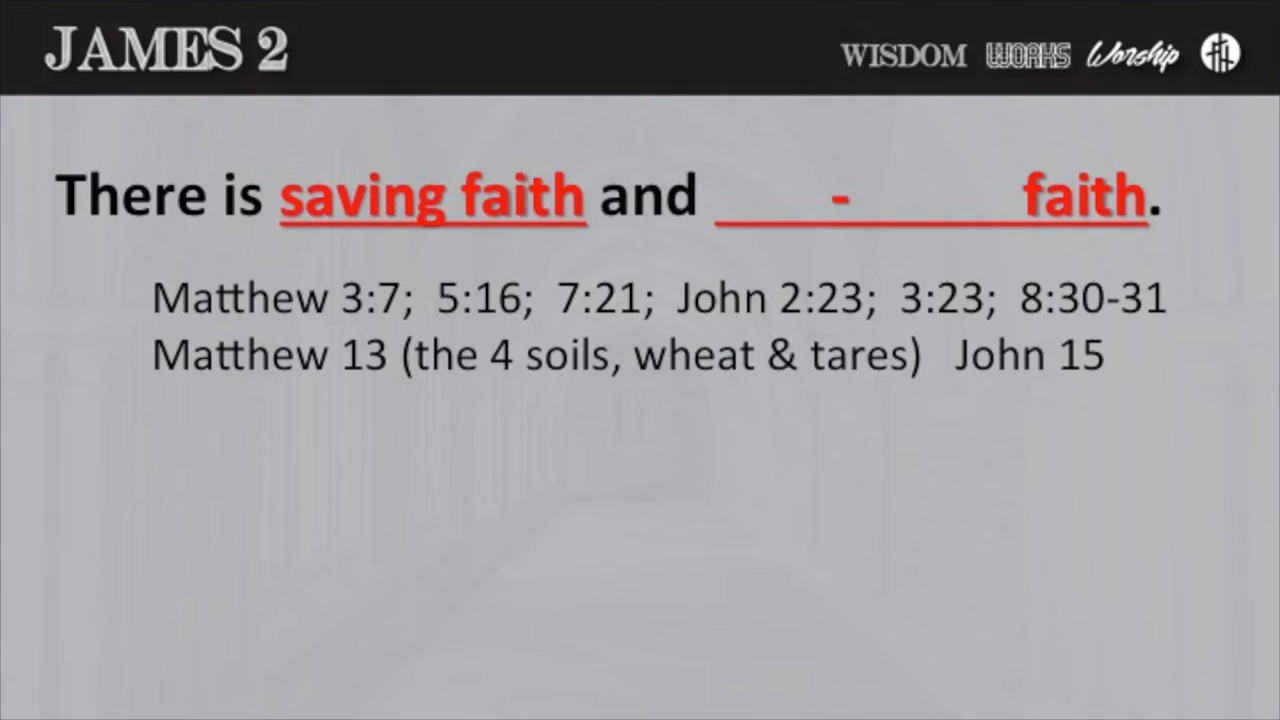 JAMES 2
WISDOM WORKS Worship
There is saving faith and - faith.
Matthew 3:7; 5:16; 7:21; John 2:23; 3:23; 8:30-31
Matthew 13 (the 4 soils, wheat & tares) John 15